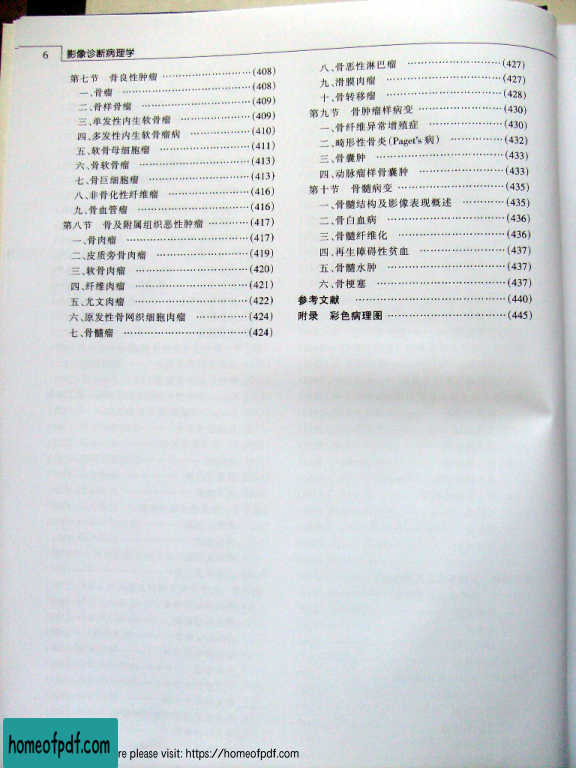 6 影像诊断病理学
第七节 骨良性肿瘤 ……………………(408)
一、骨瘤 ……………………(408)
二、骨样骨瘤 ……………………(409)
三、单发性内生软骨瘤 ……………………(409)
四、多发性内生软骨瘤病 ……………………(410)
五、软骨母细胞瘤 ……………………(411)
六、骨软骨瘤 ……………………(413)
七、骨巨细胞瘤 ……………………(413)
八、非骨化性纤维瘤 ……………………(416)
九、骨血管瘤 ……………………(416)
第八节 骨及附属组织恶性肿瘤 ……………(417)
一、骨肉瘤 ……………………(417)
二、皮质旁骨肉瘤 ……………………(419)
三、软骨肉瘤 ……………………(420)
四、纤维肉瘤 ……………………(421)
五、尤文肉瘤 ……………………(422)
六、原发性骨网织细胞肉瘤 ……………(424)
七、骨髓瘤 ……………………(424)
八、骨恶性淋巴瘤 ……………………(427)
九、滑膜肉瘤 ……………………(427)
十、骨转移瘤 ……………………(428)
第九节 骨肿瘤样病变 ……………………(430)
一、骨纤维异常增殖症 ……………………(430)
二、畸形性骨炎(Paget's 病) ……………(432)
三、骨囊肿 ……………………(433)
四、动脉瘤样骨囊肿 ……………………(433)
第十节 骨髓病变 ……………………(435)
一、骨髓结构及影像表现概述 …………(435)
二、骨白血病 ……………………(436)
三、骨髓纤维化 ……………………(436)
四、再生障碍性贫血 ……………………(437)
五、骨髓水肿 ……………………(437)
六、骨梗塞 ……………………(437)
参考文献 ……………………(440)
附录 彩色病理图 ……………………(445)
homeofpdf.com
re please visit: https://homeofpdf.com